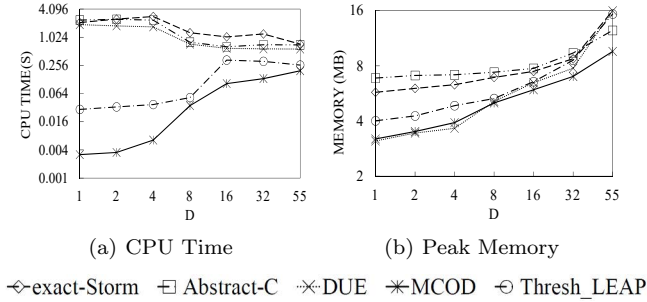 4.096
1.024
0.256
0.064
0.016
0.004
0.001
CPU TIME(S)
1 2 4 8 16 32 55
D
16
8
4
2
MEMORY (MB)
1 2 4 8 16 32 55
D
(a) CPU Time
(b) Peak Memory
exact-Storm Abstract-C DUE MCOD Thresh_LEAP